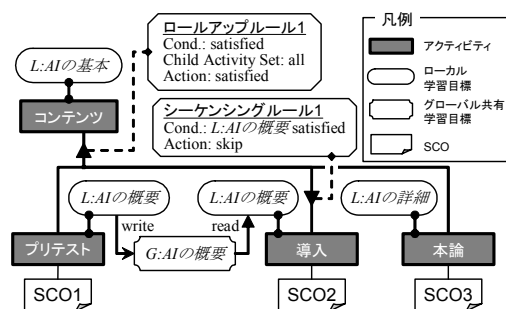 ロールアップルール1
Cond.: satisfied
Child Activity Set: all
Action: satisfied
凡例
アクティビティ
ローカル
学習目標
グローバル共有
学習目標
SCO
L:AIの基本
コンテンツ
シーケンシングルール1
Cond.: L:AIの概要 satisfied
Action: skip
L:AIの概要
L:AIの概要
L:AIの詳細
write
read
G:AIの概要
プリテスト
導入
本論
SCO1
SCO2
SCO3